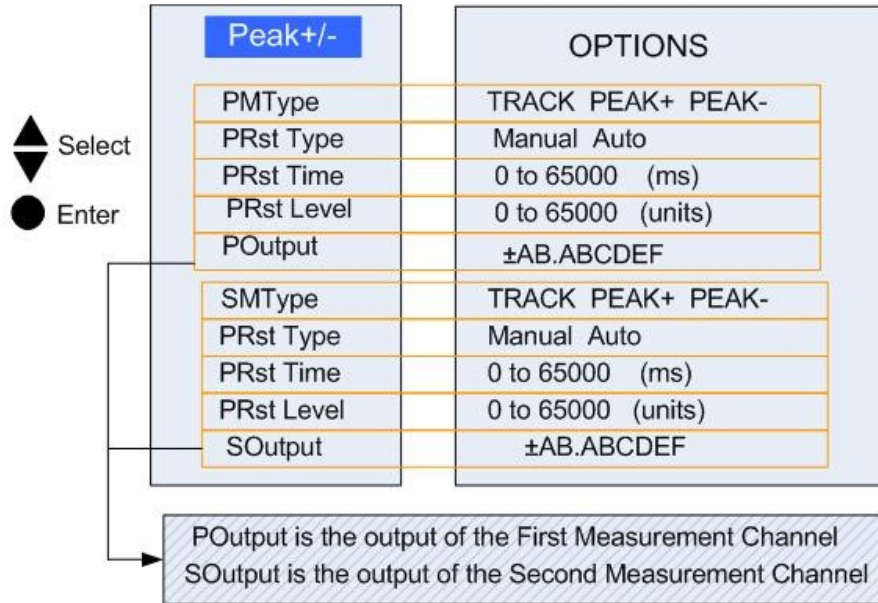 Peak+/-
OPTIONS
Select
Enter
PMType TRACK PEAK+ PEAK-
PRst Type Manual Auto
PRst Time 0 to 65000 (ms)
PRst Level 0 to 65000 (units)
POutput ±AB.ABCDEF
SMType TRACK PEAK+ PEAK-
PRst Type Manual Auto
PRst Time 0 to 65000 (ms)
PRst Level 0 to 65000 (units)
SOutput ±AB.ABCDEF
POutput is the output of the First Measurement Channel
SOutput is the output of the Second Measurement Channel